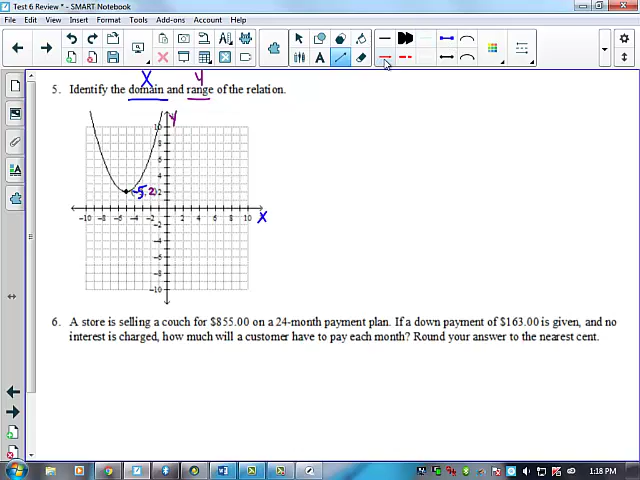 Test 6 Review * - SMART Notebook
File Edit View Insert Format Tools Add-ons Account Help
A
X Y
5. Identify the domain and range of the relation.
Y
10
8
6
4
(-5, 2) 2
-10 -8 -6 -4 -2 2 4 6 8 10 X
-2
-4
-6
-8
-10
6. A store is selling a couch for $855.00 on a 24-month payment plan. If a down payment of $163.00 is given, and no
interest is charged, how much will a customer have to pay each month? Round your answer to the nearest cent.
1:18 PM